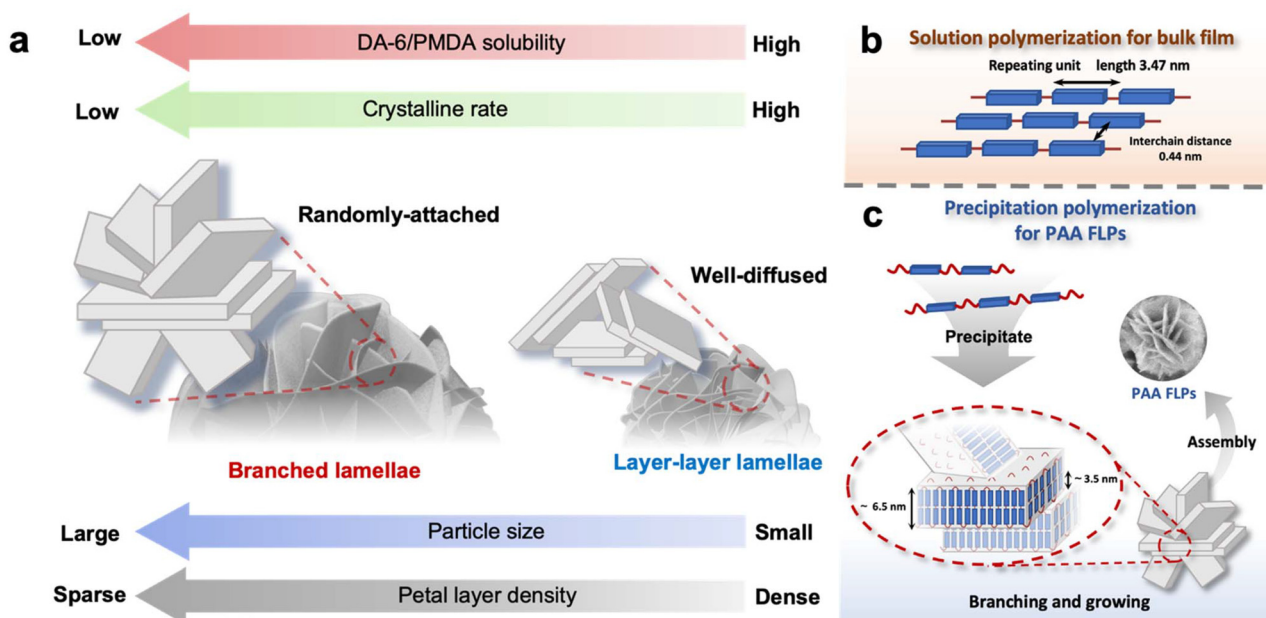 a
Low
DA-6/PMDA solubility
High
Low
Crystalline rate
High
Randomly-attached
Well-diffused
Branched lamellae
Layer-layer lamellae
Large
Particle size
Small
Sparse
Petal layer density
Dense
b
Solution polymerization for bulk film
Repeating unit length 3.47 nm
Interchain distance
0.44 nm
c
Precipitation polymerization
for PAA FLPs
Precipitate
PAA FLPs
Assembly
~ 3.5 nm
~ 6.5 nm
Branching and growing